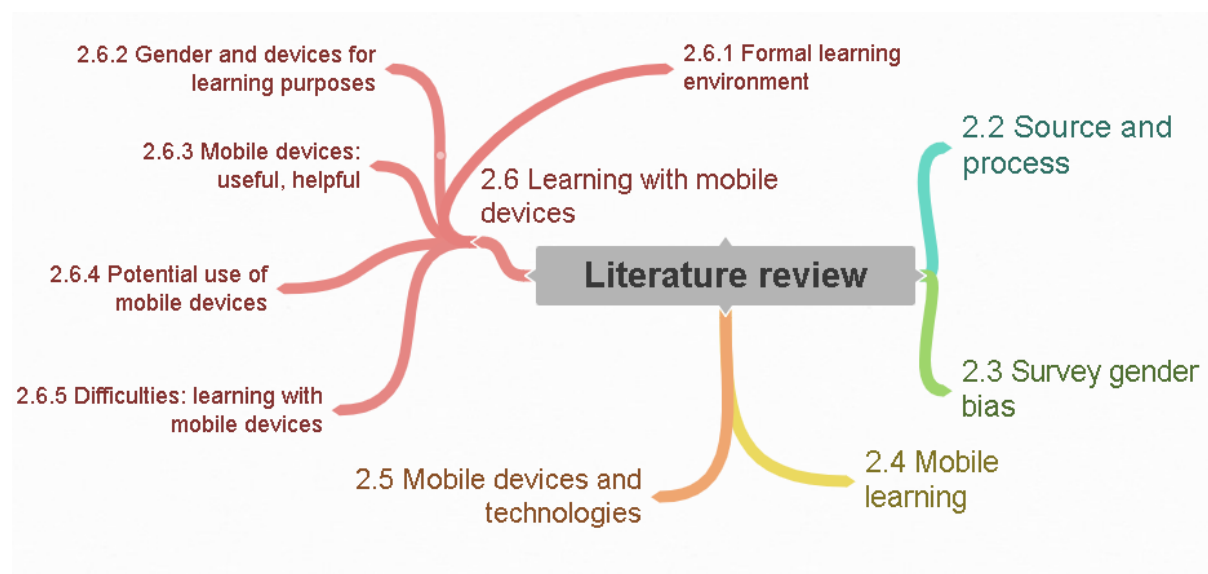 2.6.2 Gender and devices for
learning purposes
2.6.1 Formal learning
environment
2.2 Source and
process
2.6.3 Mobile devices:
useful, helpful
2.6 Learning with mobile
devices
Literature review
2.6.4 Potential use of
mobile devices
2.3 Survey gender
bias
2.6.5 Difficulties: learning with
mobile devices
2.5 Mobile devices and
technologies
2.4 Mobile
learning